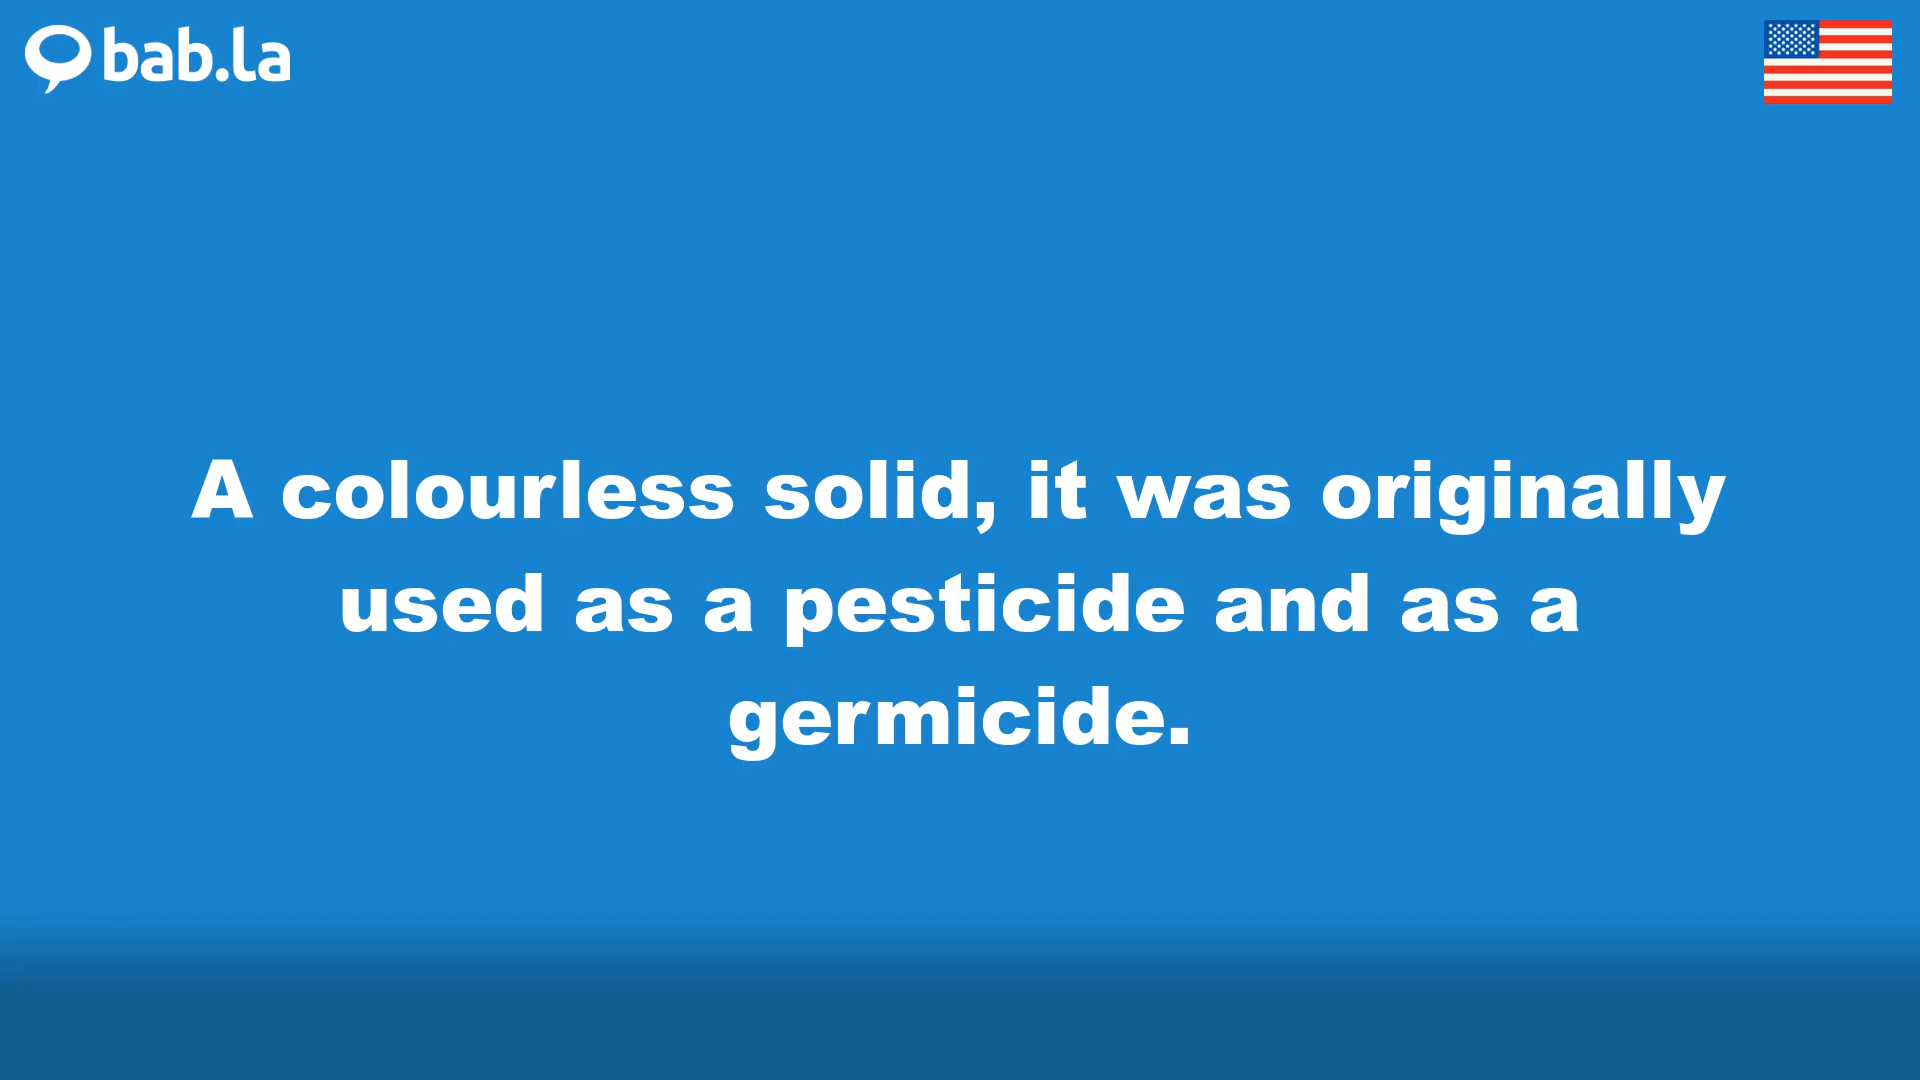 bab.la
A colourless solid, it was originally
used as a pesticide and as a
germicide.